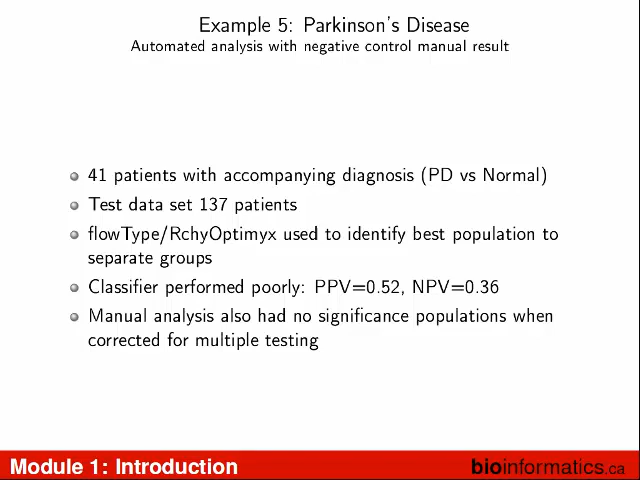 Example 5: Parkinson's Disease
Automated analysis with negative control manual result
41 patients with accompanying diagnosis (PD vs Normal)
Test data set 137 patients
flowType/RchyOptimyx used to identify best population to
separate groups
Classifier performed poorly: PPV=0.52, NPV=0.36
Manual analysis also had no significance populations when
corrected for multiple testing
Module 1: Introduction
bioinformatics.ca